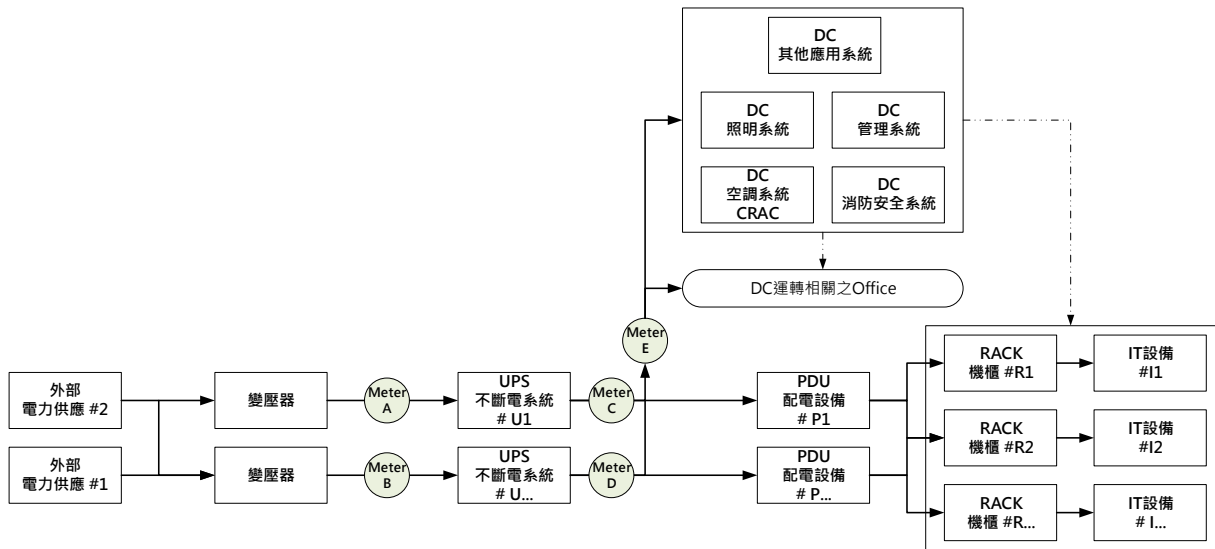 DC
其他應用系統
DC
照明系統
DC
管理系統
DC
空調系統
CRAC
DC
消防安全系統
DC運轉相關之Office
Meter
E
外部
電力供應 #2
變壓器
Meter
A
UPS
不斷電系統
# U1
Meter
C
PDU
配電設備
# P1
RACK
機櫃 #R1
IT設備
#I1
外部
電力供應 #1
變壓器
Meter
B
UPS
不斷電系統
# U...
Meter
D
PDU
配電設備
# P...
RACK
機櫃 #R2
IT設備
#I2
RACK
機櫃 #R...
IT設備
# I...